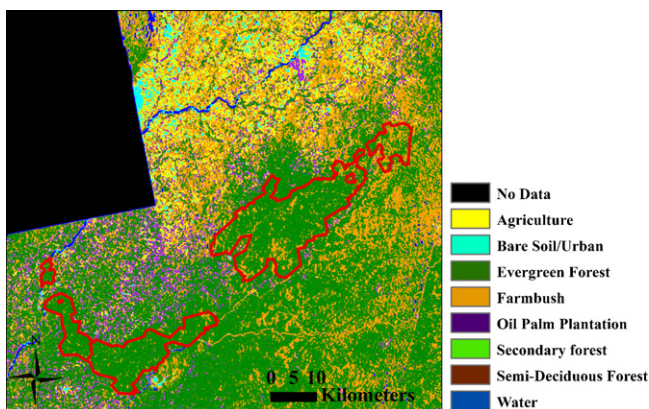 N
0 5 10
Kilometers
No Data
Agriculture
Bare Soil/Urban
Evergreen Forest
Farmbush
Oil Palm Plantation
Secondary forest
Semi-Deciduous Forest
Water